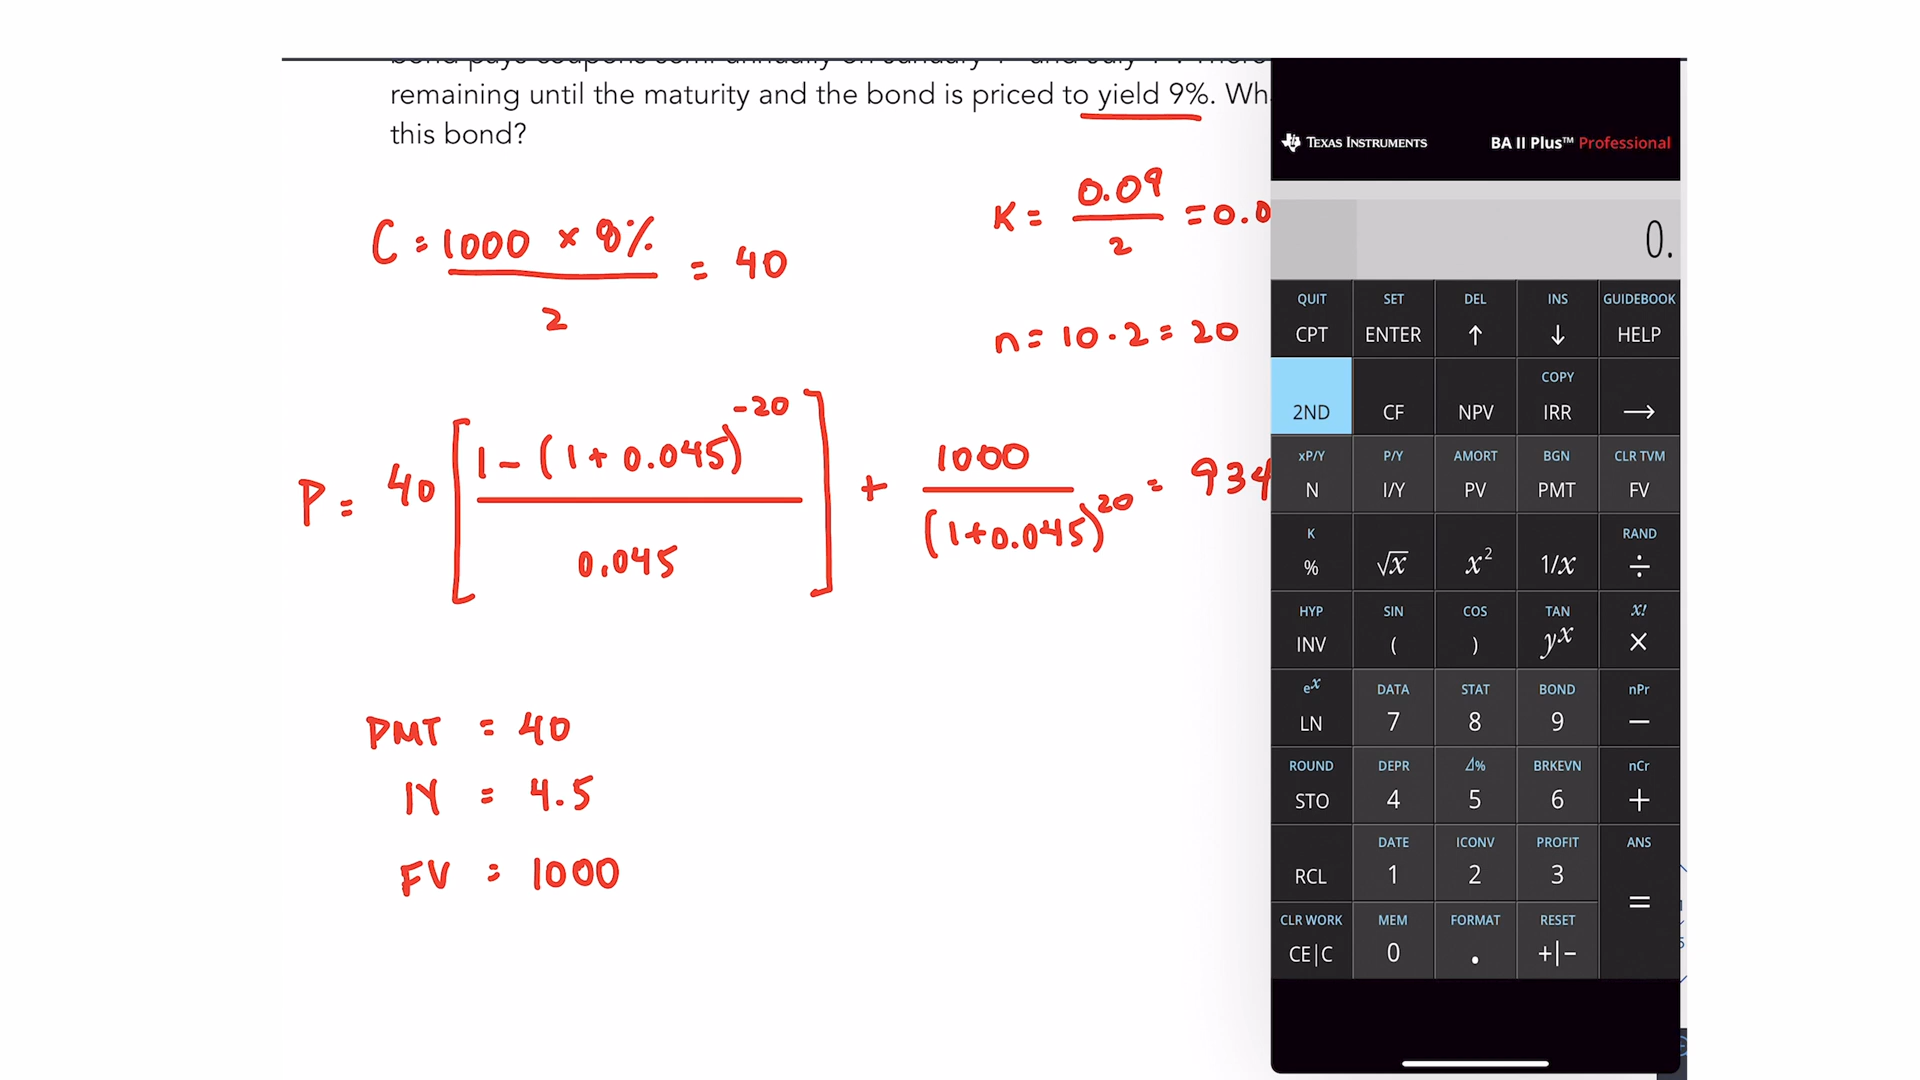 remaining until the maturity and the bond is priced to yield 9%. Wh
this bond?
C = 1000 × 8% / 2 = 40
K = 0.09 / 2 = 0.0
n = 10 · 2 = 20
P = 40 [ 1 - (1 + 0.045)^-20 / 0.045 ] + 1000 / (1+0.045)^20 = 934
PMT = 40
IY = 4.5
FV = 1000
TEXAS INSTRUMENTS BA II Plus™ Professional
0.
QUIT SET DEL INS GUIDEBOOK
CPT ENTER ↑ ↓ HELP
COPY
2ND CF NPV IRR →
xP/Y P/Y AMORT BGN CLR TVM
N I/Y PV PMT FV
K RAND
% √x x² 1/x ÷
HYP SIN COS TAN x!
INV ( ) yˣ ×
eˣ DATA STAT BOND nPr
LN 7 8 9 −
ROUND DEPR Δ% BRKEVN nCr
STO 4 5 6 +
DATE ICONV PROFIT ANS
RCL 1 2 3 =
CLR WORK MEM FORMAT RESET
CE|C 0 . +|−